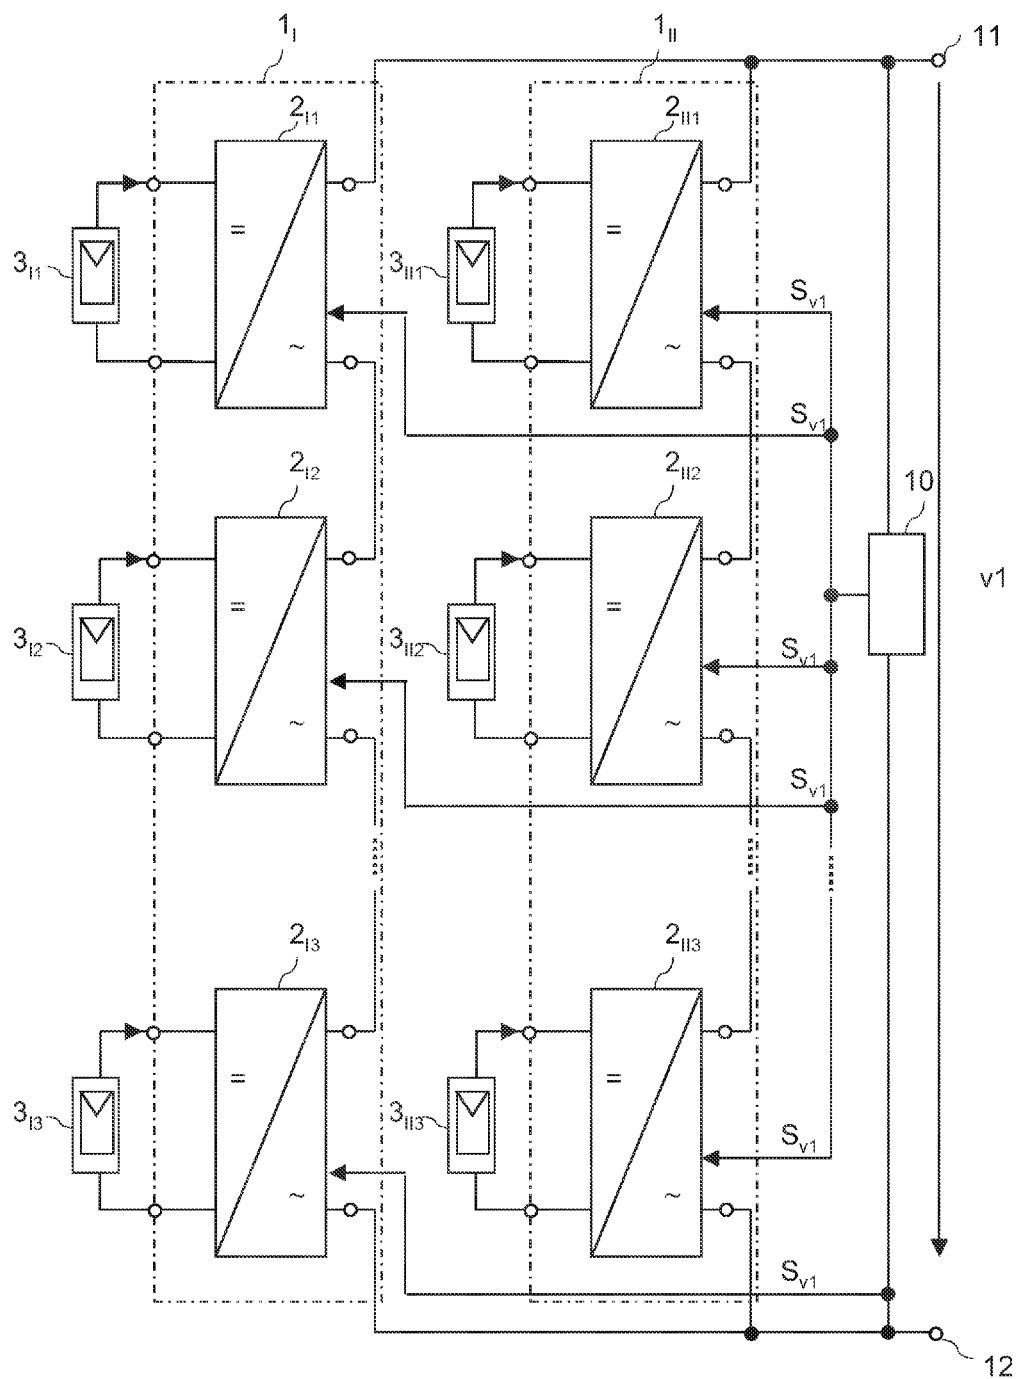 1I 1II 11
2I1 2II1
=
=
3I1 3II1
Sv1
~
~
Sv1
2I2 2II2 10
v1
=
=
3I2 3II2 Sv1
~
~
Sv1
2I3 2II3
=
=
3I3 3II3 Sv1
~
~
Sv1
12